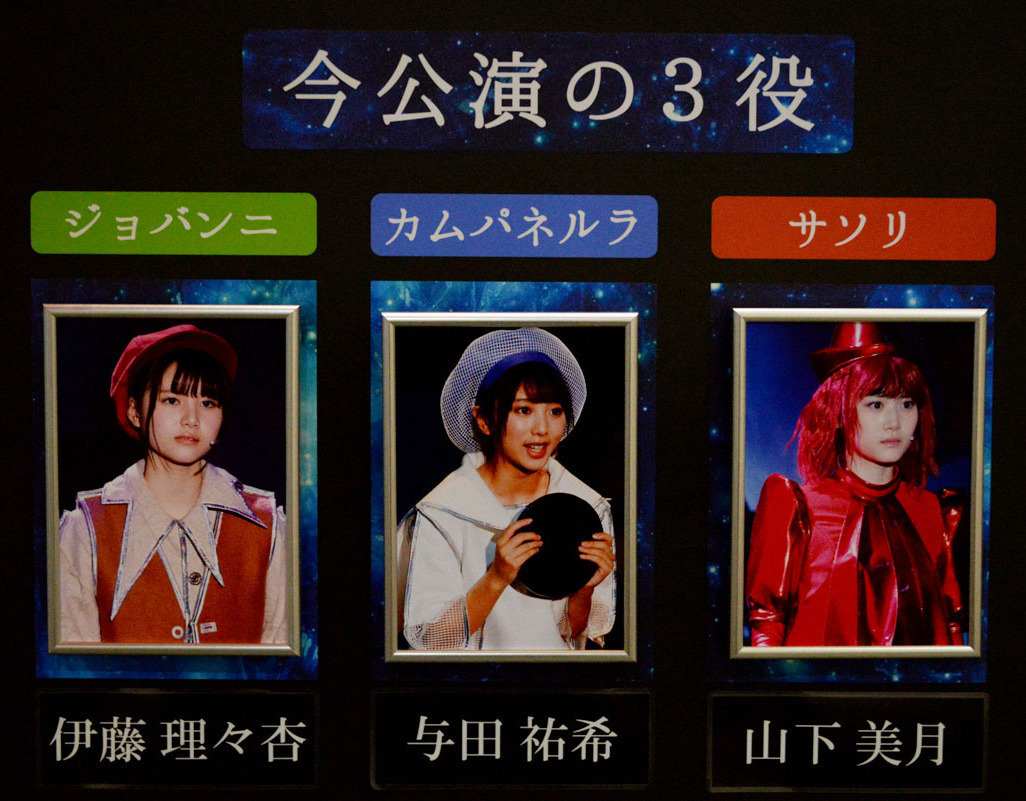 今公演の3役
ジョバンニ
カムパネルラ
サソリ
伊藤 理々杏
与田 祐希
山下 美月